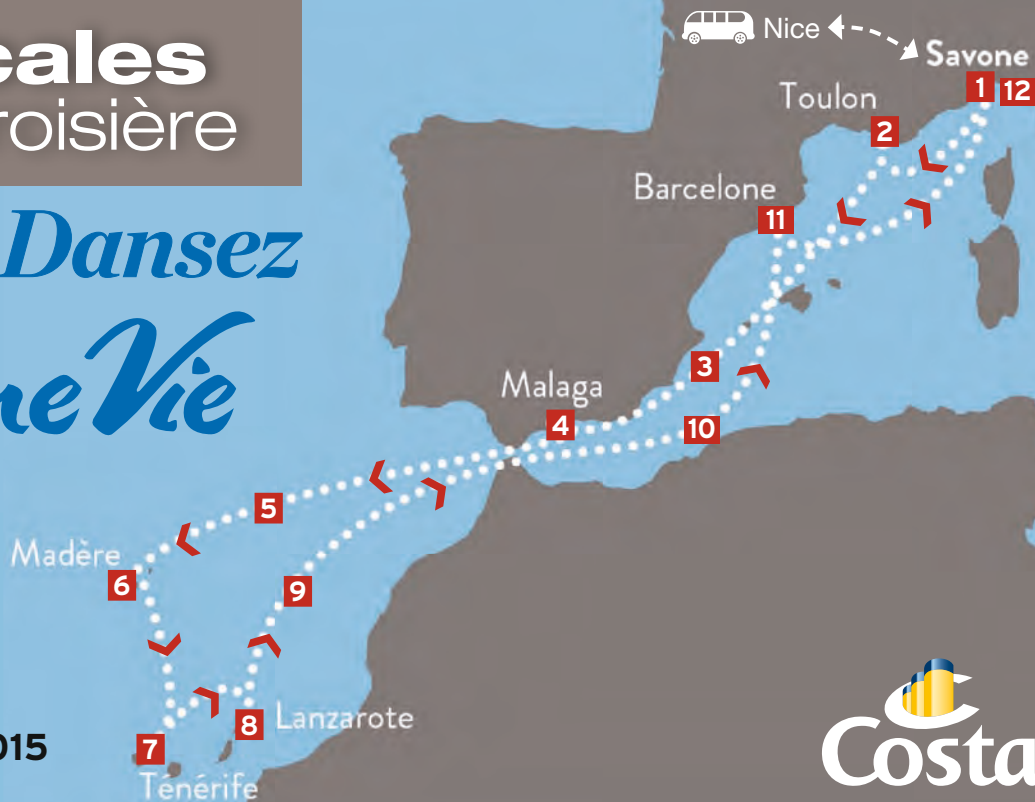 cales
roisière
Dansez
ne Vie
Nice
Savone
1 12
Toulon
2
Barcelone
11
3
Malaga
4
10
5
Madère
6
9
8 Lanzarote
7
Ténérife
015
Costa